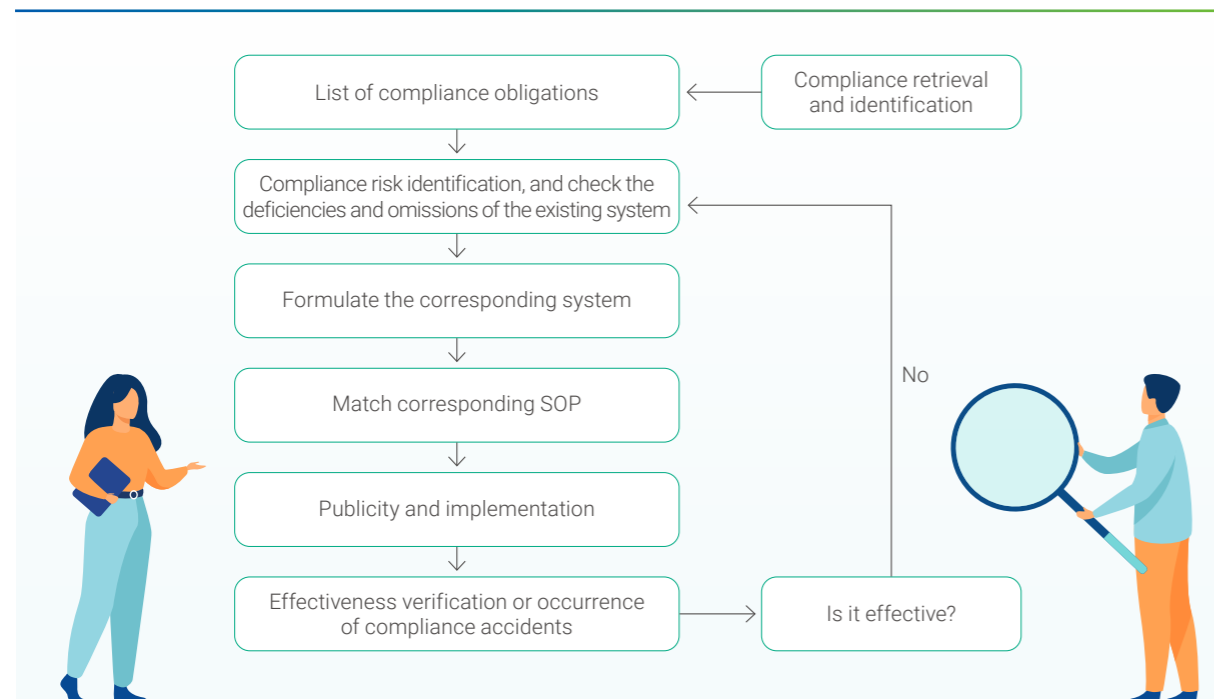 List of compliance obligations
Compliance retrieval
and identification
Compliance risk identification, and check the
deficiencies and omissions of the existing system
Formulate the corresponding system
No
Match corresponding SOP
Publicity and implementation
Effectiveness verification or occurrence
of compliance accidents
Is it effective?